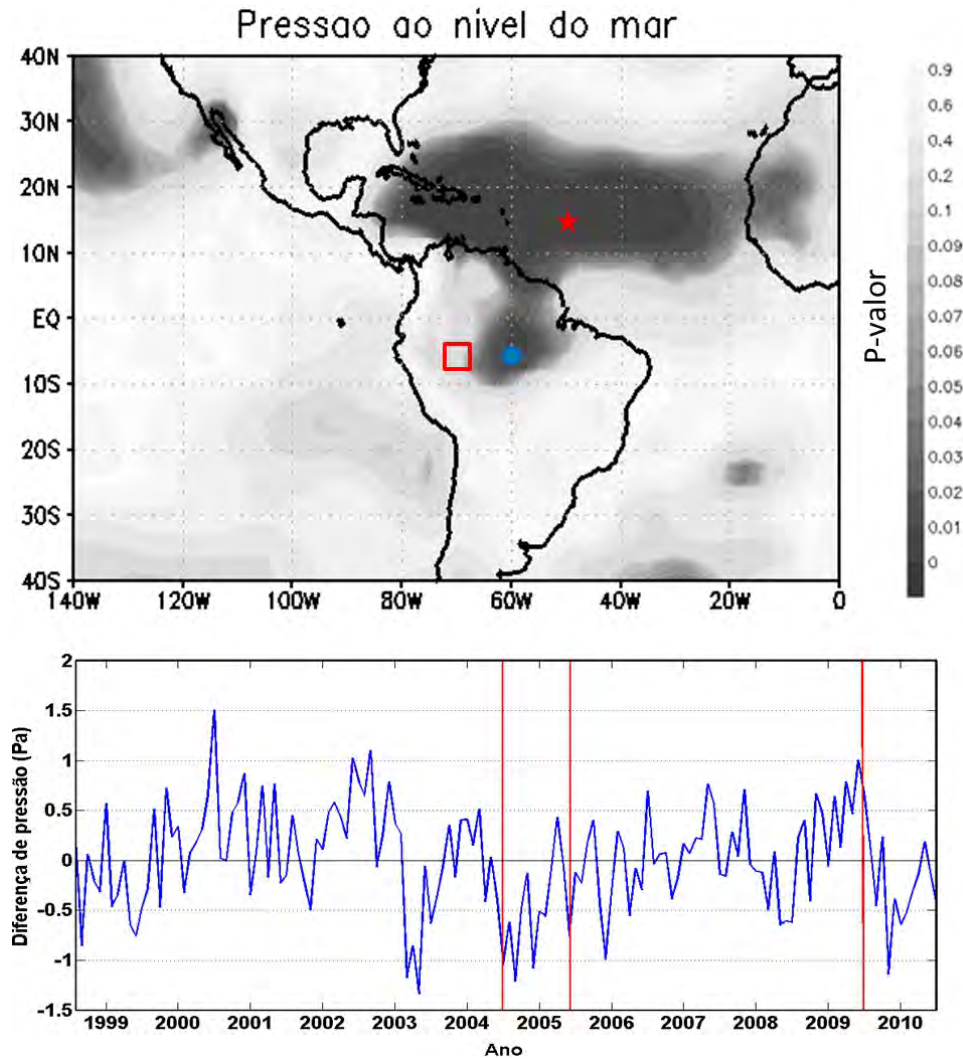 Pressao ao nivel do mar
40N
30N
20N
10N
EQ
10S
20S
30S
40S
140W 120W 100W 80W 60W 40W 20W 0
0.9
0.6
0.4
0.2
0.1
0.09
0.08
0.07
0.06
0.05
0.04
0.03
0.02
0.01
0
P-valor
Diferença de pressão (Pa)
2
1.5
1
0.5
0
-0.5
-1
-1.5
1999 2000 2001 2002 2003 2004 2005 2006 2007 2008 2009 2010
Ano